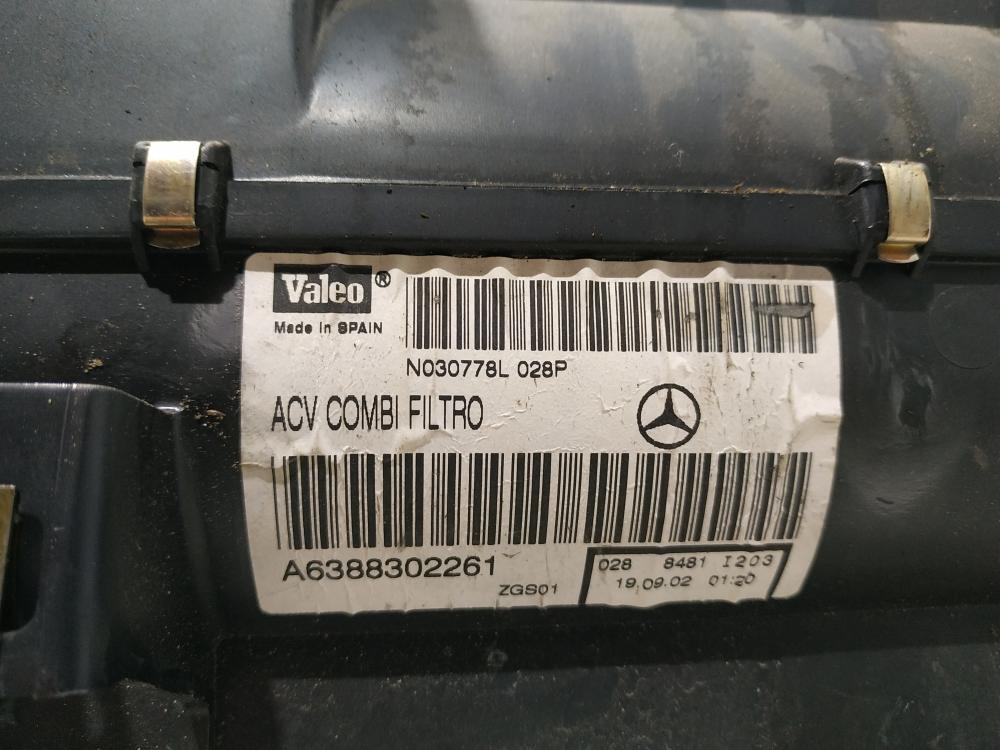 Valeo®
Made in SPAIN
N030778L 028P
ACV COMBI FILTRO
A6388302261
ZGS01
028 8481 I203
19.09.02 01:20